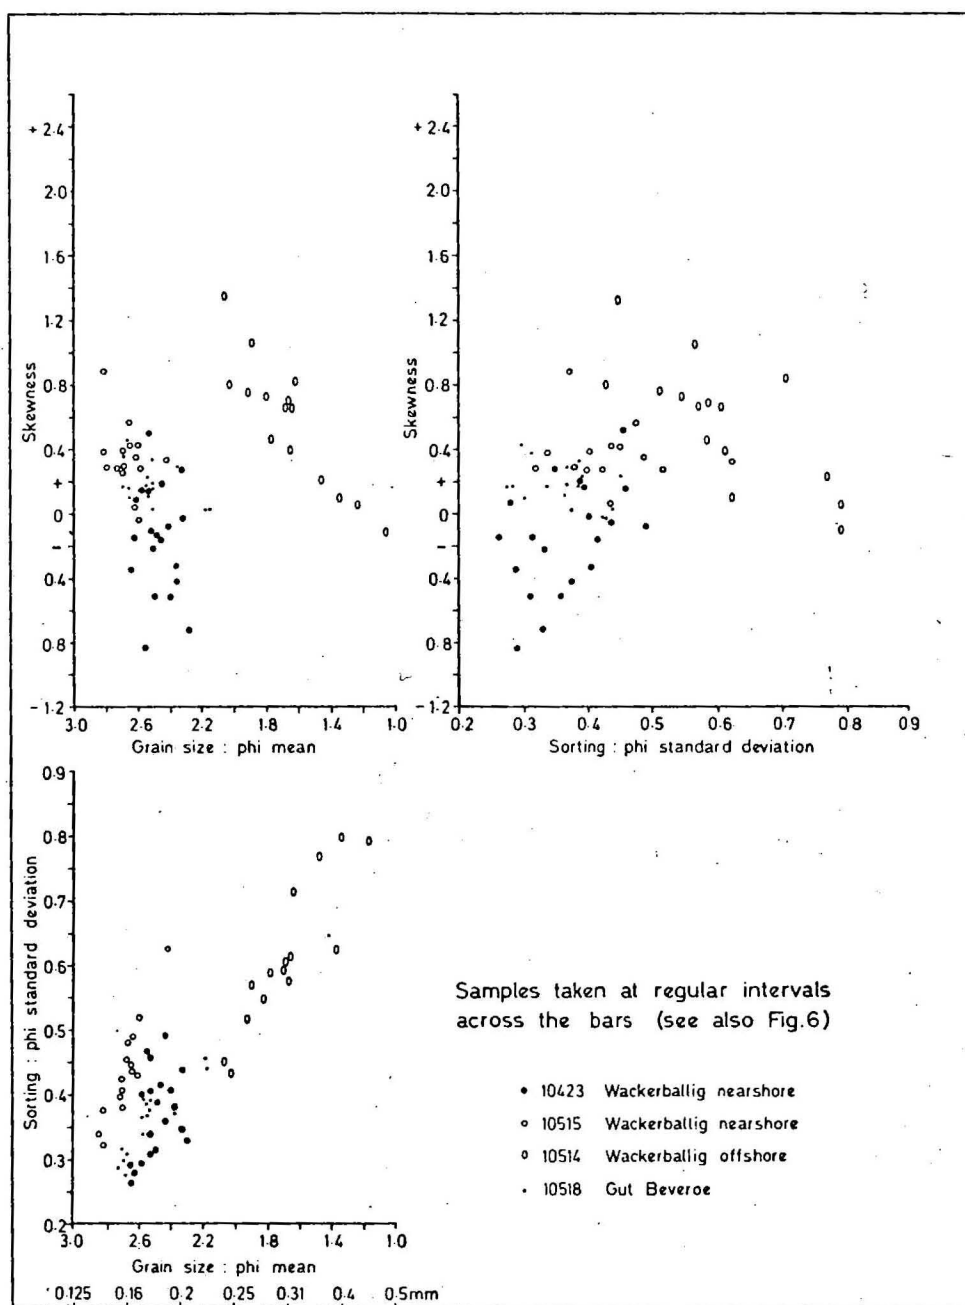 + 2.4
2.0
1.6
1.2
0.8
0.4
+
0
−
0.4
0.8
- 1.2
Skewness
3.0 2.6 2.2 1.8 1.4 1.0
Grain size : phi mean
+ 2.4
2.0
1.6
1.2
0.8
0.4
+
0
−
0.4
0.8
- 1.2
Skewness
0.2 0.3 0.4 0.5 0.6 0.7 0.8 0.9
Sorting : phi standard deviation
0.9
0.8
0.7
0.6
0.5
0.4
0.3
0.2
Sorting : phi standard deviation
3.0 2.6 2.2 1.8 1.4 1.0
Grain size : phi mean
0.125 0.16 0.2 0.25 0.31 0.4 0.5mm
Samples taken at regular intervals
across the bars (see also Fig.6)
10423 Wackerballig nearshore
10515 Wackerballig nearshore
10514 Wackerballig offshore
10518 Gut Beveroe